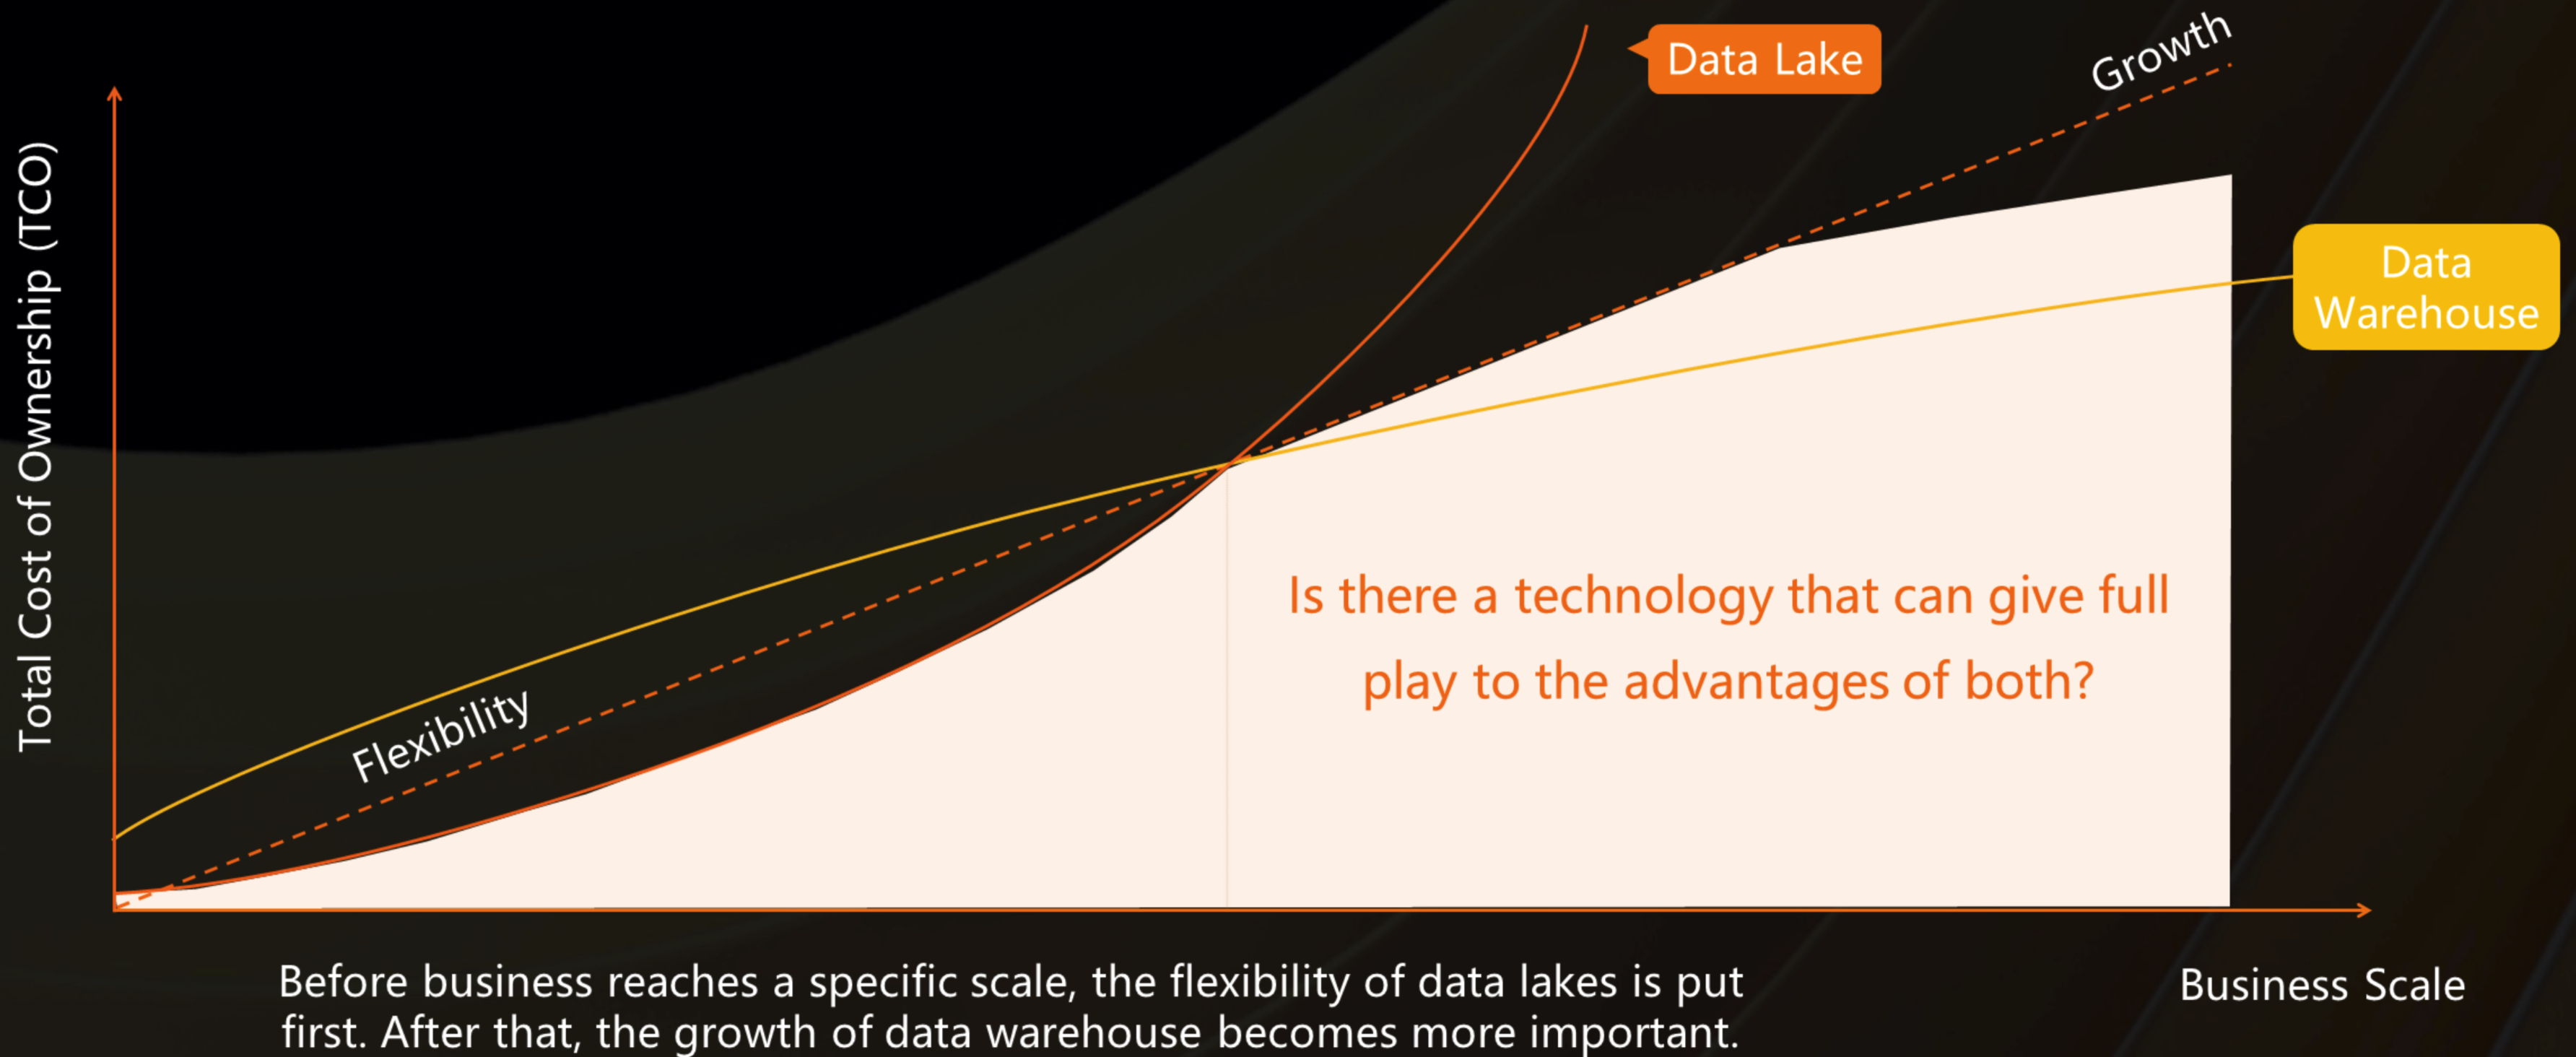 Data Lake
Growth
Total Cost of Ownership (TCO)
Data
Warehouse
Flexibility
Is there a technology that can give full
play to the advantages of both?
Before business reaches a specific scale, the flexibility of data lakes is put
first. After that, the growth of data warehouse becomes more important.
Business Scale